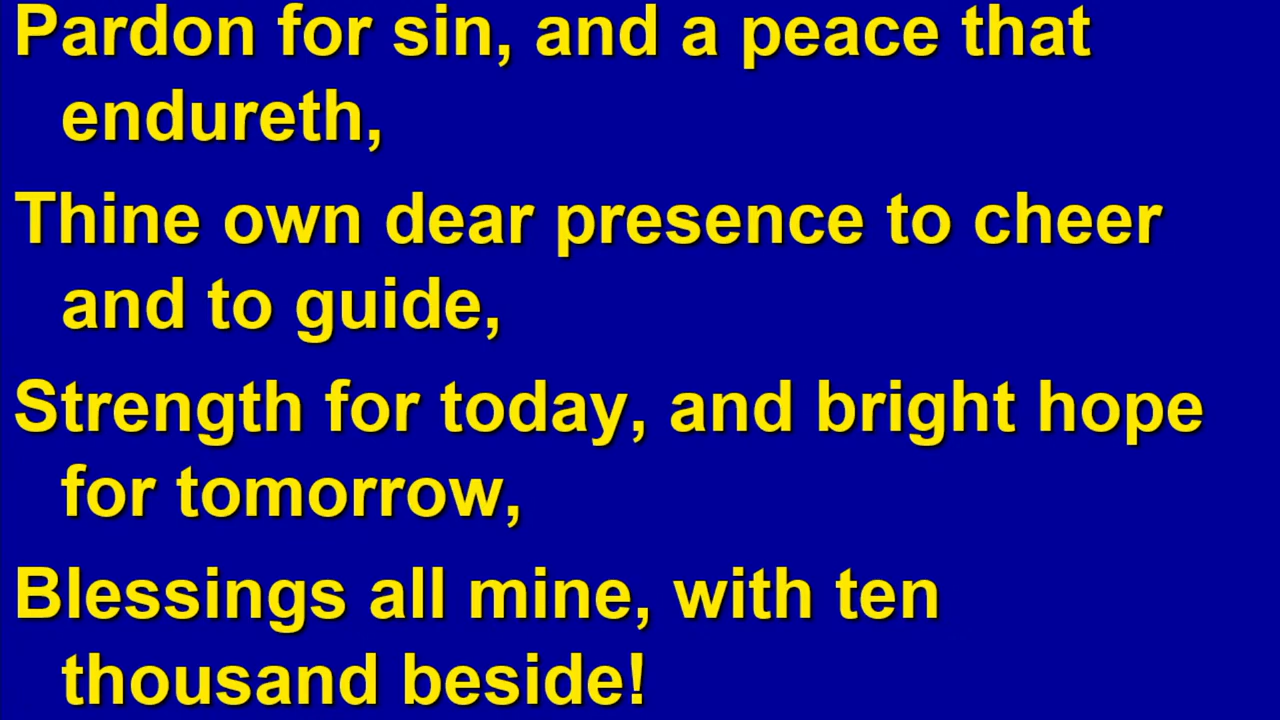 Pardon for sin, and a peace that
endureth,
Thine own dear presence to cheer
and to guide,
Strength for today, and bright hope
for tomorrow,
Blessings all mine, with ten
thousand beside!